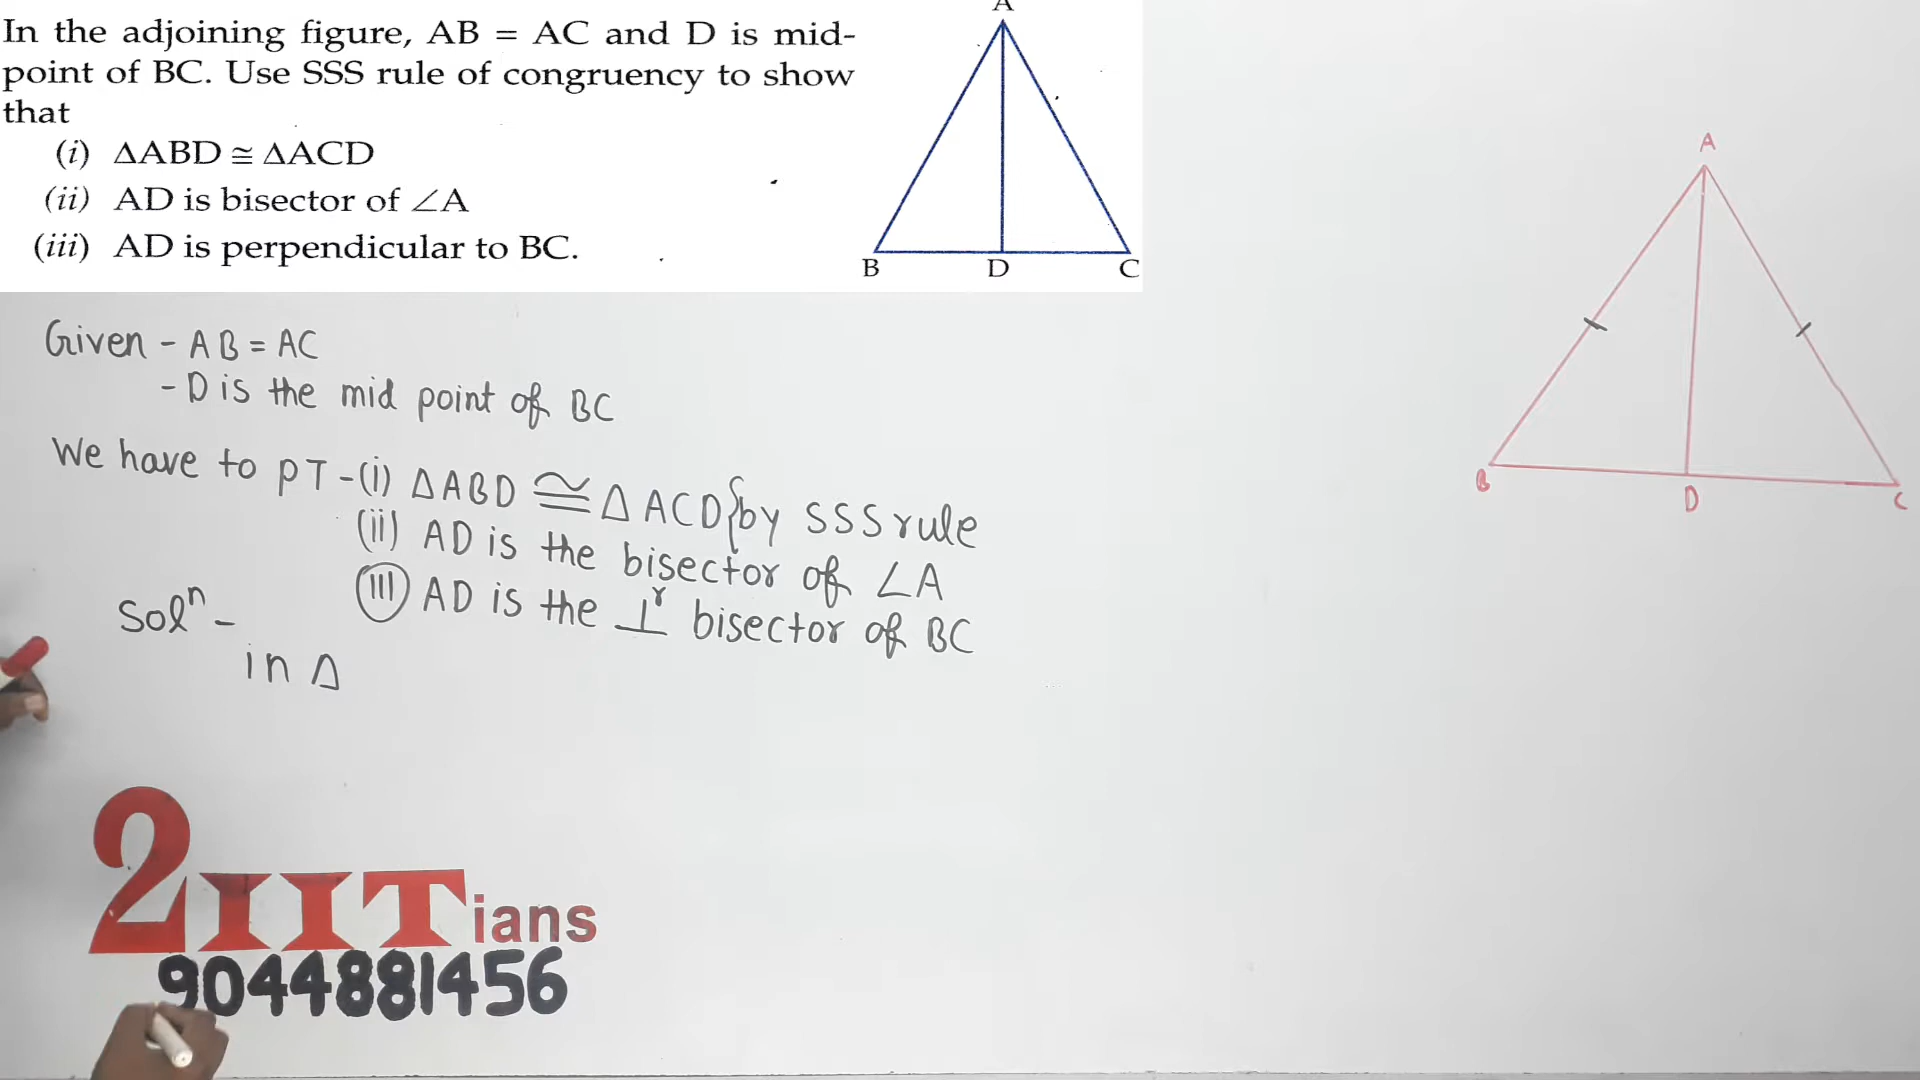 In the adjoining figure, AB = AC and D is mid-
point of BC. Use SSS rule of congruency to show
that
(i) ΔABD ≅ ΔACD
(ii) AD is bisector of ∠A
(iii) AD is perpendicular to BC.
A
B D C
Given - AB = AC
- D is the mid point of BC
We have to PT - (i) Δ ABD ≅ Δ ACD {by SSS rule
(ii) AD is the bisector of ∠A
(III) AD is the ⊥r bisector of BC
Soln -
in Δ
A
B D C
2IITians
9044881456